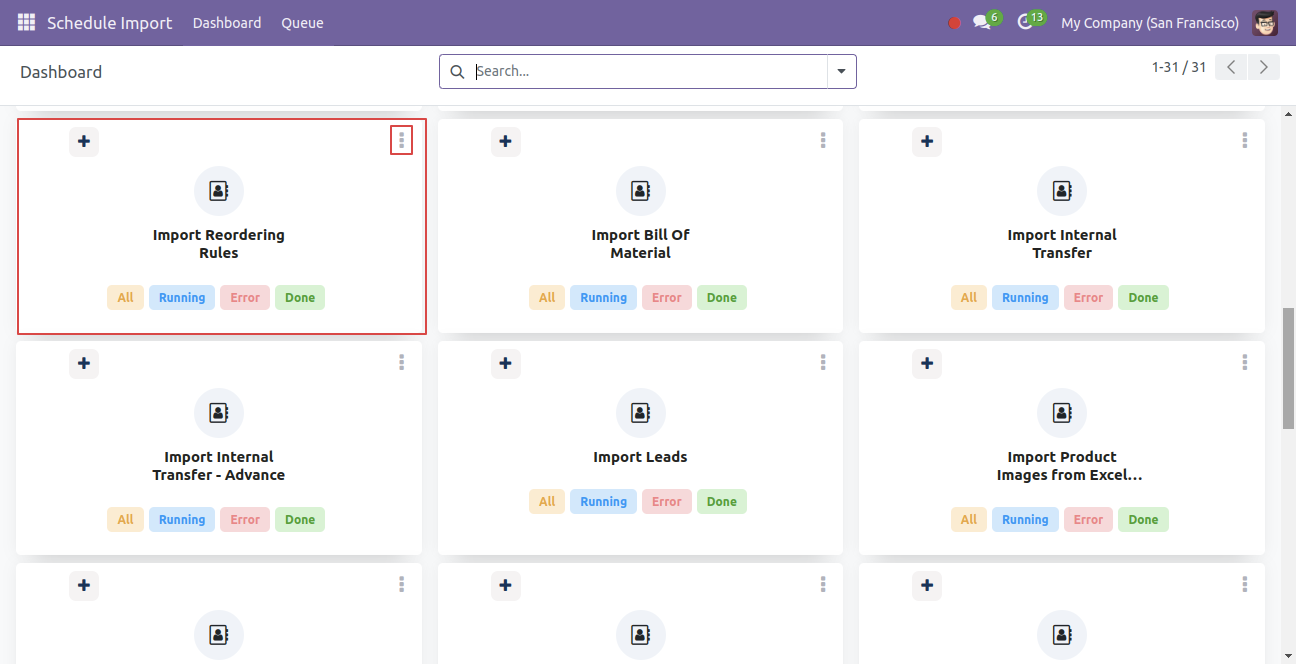 Schedule Import Dashboard Queue 6 13 My Company (San Francisco)
Dashboard Search... 1-31 / 31
Import Reordering
Rules
All Running Error Done
Import Bill Of
Material
All Running Error Done
Import Internal
Transfer
All Running Error Done
Import Internal
Transfer - Advance
All Running Error Done
Import Leads
All Running Error Done
Import Product
Images from Excel...
All Running Error Done